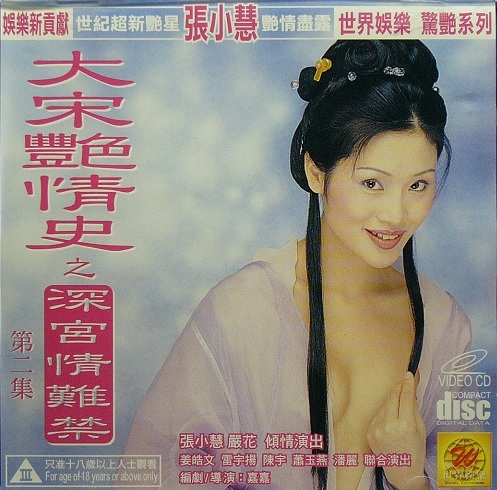 娛樂新貢獻
世紀超新艷星 張小慧 艷情盡露
世界娛樂 驚艷系列
大宋艷情史
之
深宮情難禁
第二集
張小慧 嚴花 傾情演出
姜皓文 雷宇揚 陳宇 蕭玉燕 潘麗 聯合演出
編劇/導演：嘉嘉
III
只准十八歲以上人士觀看
For age of 18 years or above only
VIDEO CD
COMPACT
disc
DIGITAL DATA